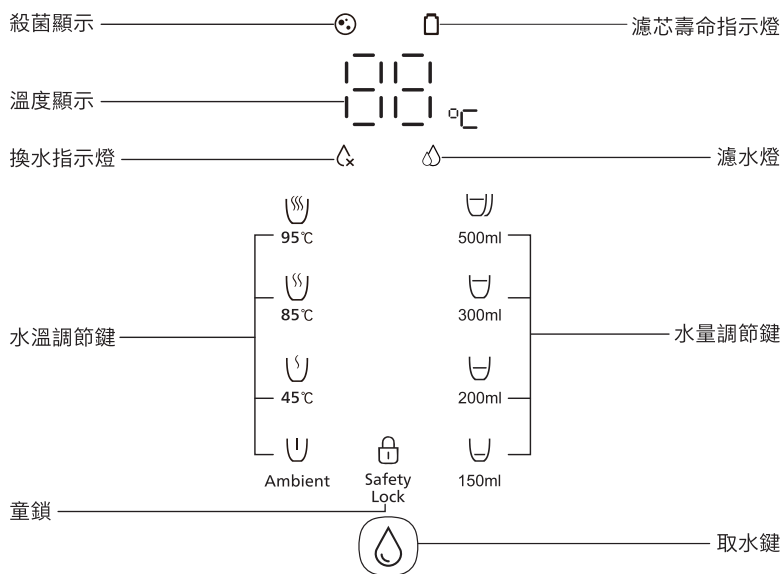 殺菌顯示
濾芯壽命指示燈
溫度顯示
88 °C
換水指示燈
濾水燈
95℃
500ml
85℃
300ml
水溫調節鍵
水量調節鍵
45℃
200ml
Ambient
Safety
Lock
150ml
童鎖
取水鍵